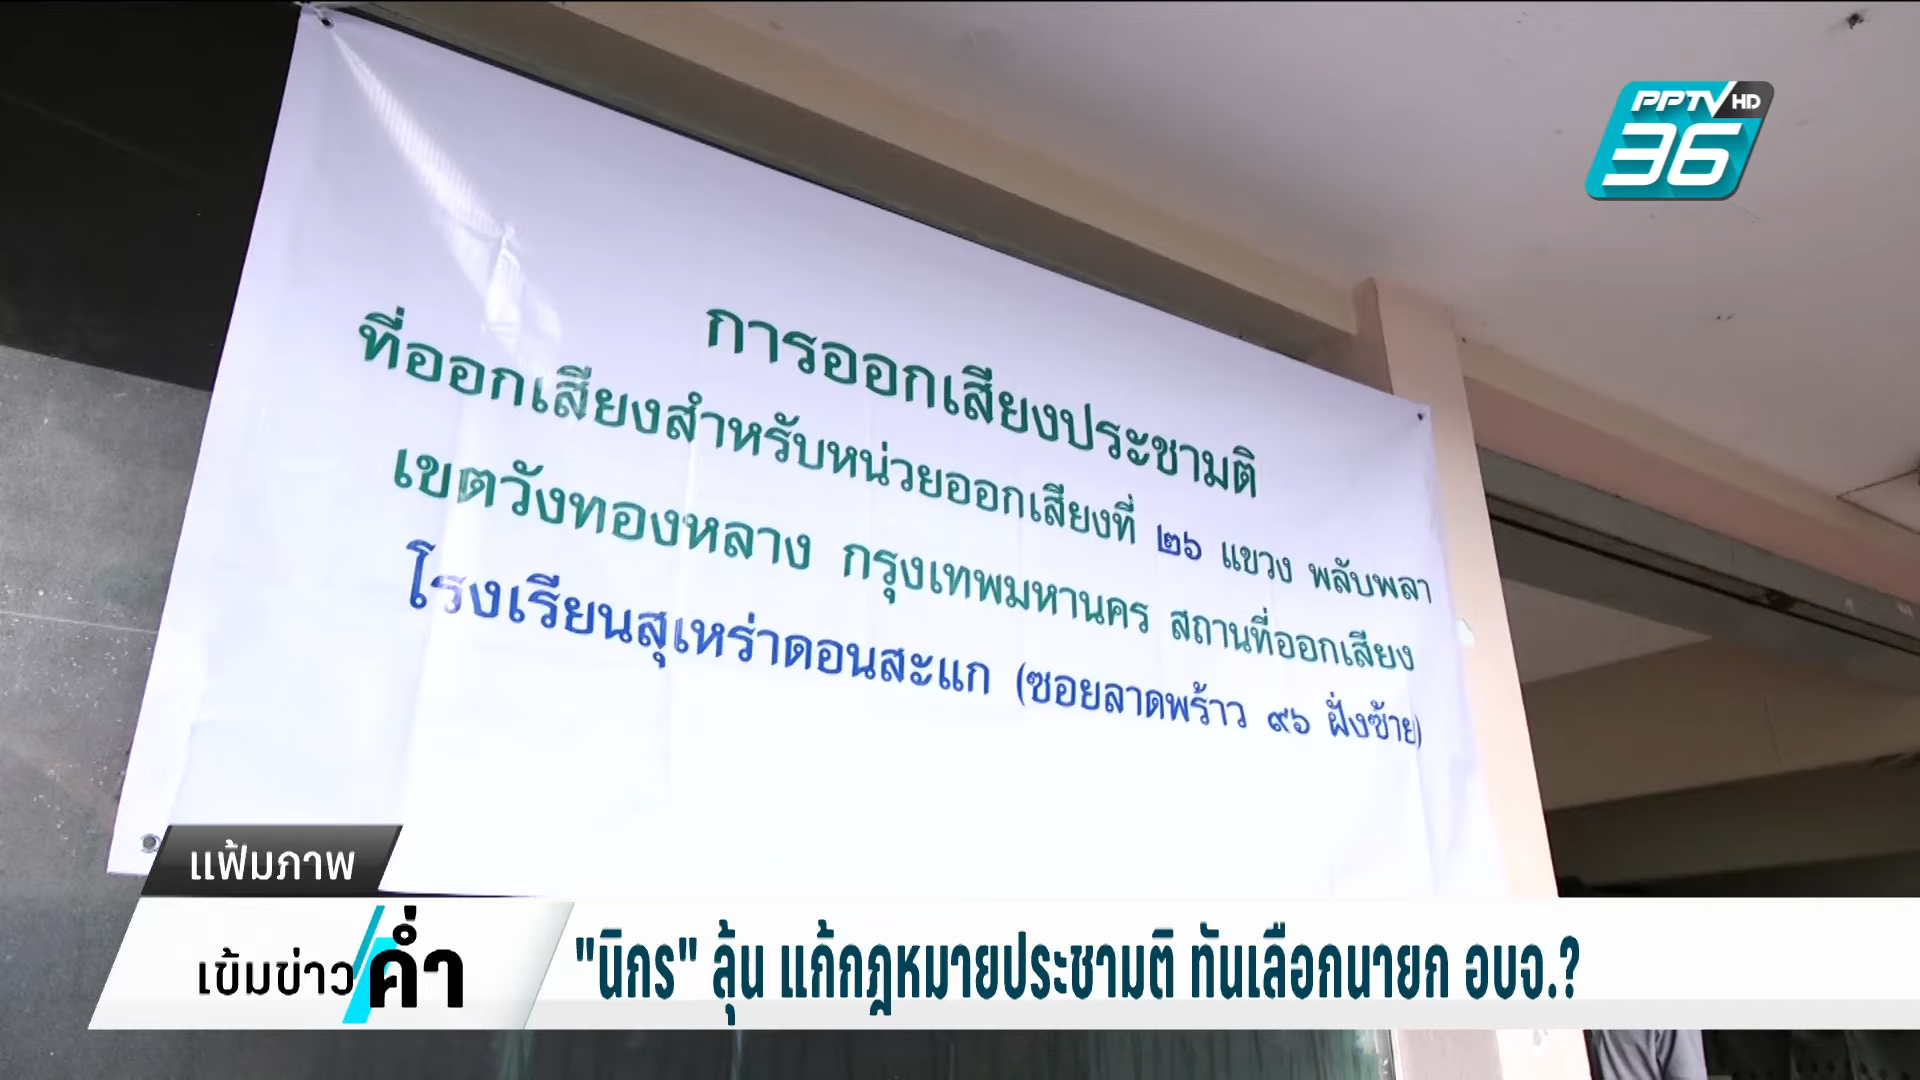 PPTV HD
36
การออกเสียงประชามติ
ที่ออกเสียงสำหรับหน่วยออกเสียงที่ ๒๖ แขวง พลับพลา
เขตวังทองหลาง กรุงเทพมหานคร สถานที่ออกเสียง
โรงเรียนสุเหร่าดอนสะแก (ซอยลาดพร้าว ๙๖ ฝั่งซ้าย)
แฟ้มภาพ
เข้มข่าวค่ำ
"นิกร" ลุ้น แก้กฎหมายประชามติ ทันเลือกนายก อบจ.?